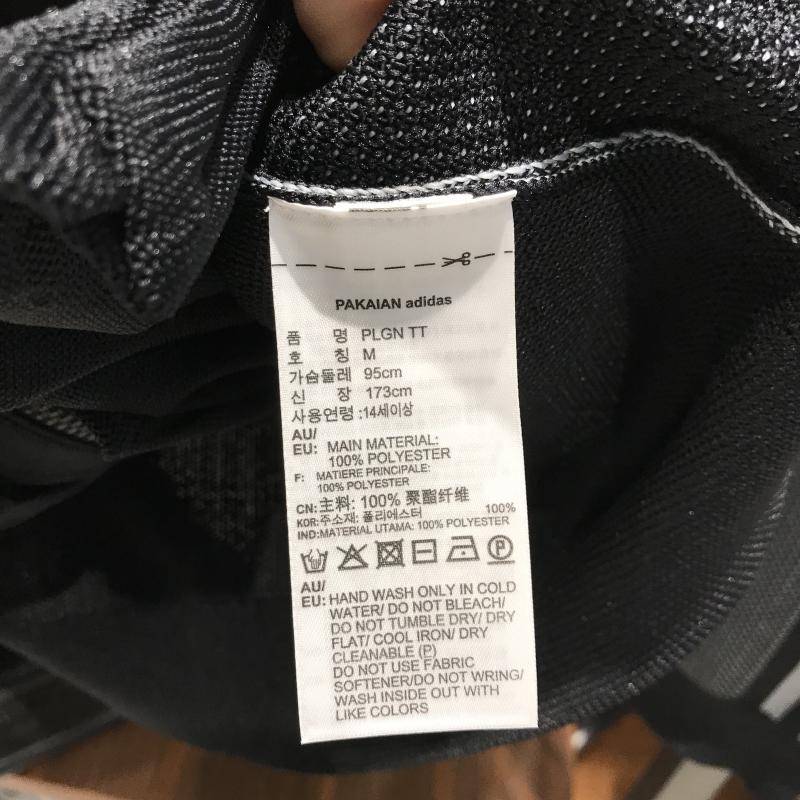 PAKAIAN adidas
품 명 PLGN TT
호 칭 M
가슴둘레 95cm
신 장 173cm
사용연령 :14세이상
AU/
EU: MAIN MATERIAL:
100% POLYESTER
F: MATIERE PRINCIPALE:
100% POLYESTER
CN: 主料: 100% 聚酯纤维
KOR: 주소재: 폴리에스터 100%
IND: MATERIAL UTAMA: 100% POLYESTER
P
AU/
EU: HAND WASH ONLY IN COLD
WATER/ DO NOT BLEACH/
DO NOT TUMBLE DRY/ DRY
FLAT/ COOL IRON/ DRY
CLEANABLE (P)
DO NOT USE FABRIC
SOFTENER/DO NOT WRING/
WASH INSIDE OUT WITH
LIKE COLORS